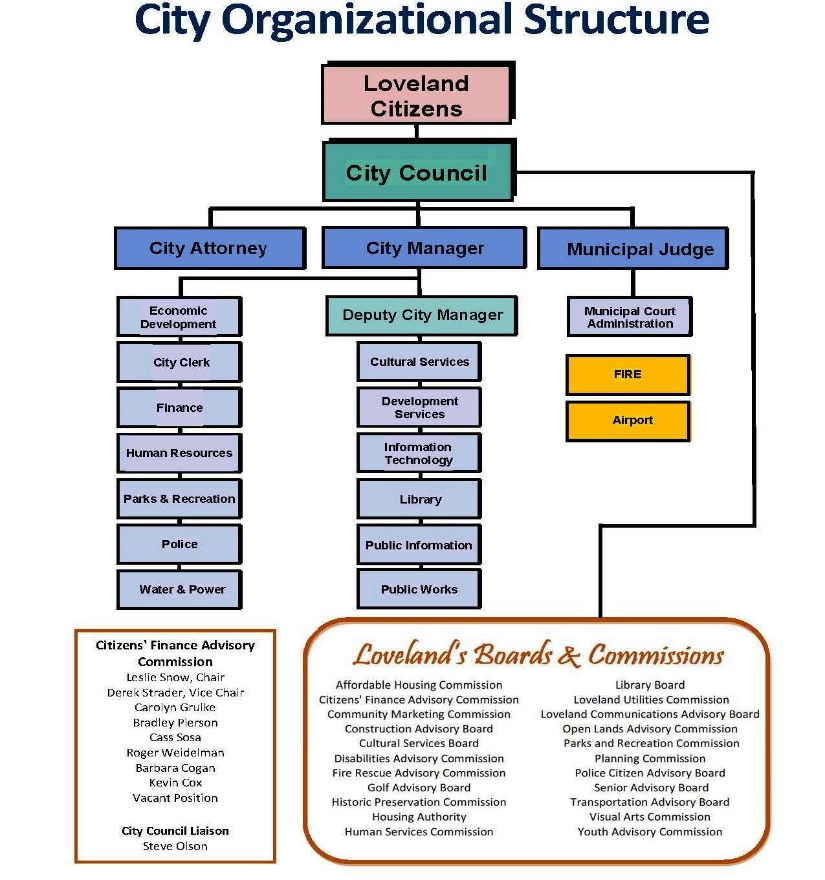 City Organizational Structure
Loveland
Citizens
City Council
City Attorney
City Manager
Municipal Judge
Economic
Development
City Clerk
Finance
Human Resources
Parks & Recreation
Police
Water & Power
Deputy City Manager
Cultural Services
Development
Services
Information
Technology
Library
Public Information
Public Works
Municipal Court
Administration
FIRE
Airport
Citizens' Finance Advisory
Commission
Leslie Snow, Chair
Derek Strader, Vice Chair
Carolyn Grulke
Bradley Pierson
Cass Sosa
Roger Weidelman
Barbara Cogan
Kevin Cox
Vacant Position
City Council Liaison
Steve Olson
Loveland's Boards & Commissions
Affordable Housing Commission
Citizens' Finance Advisory Commission
Community Marketing Commission
Construction Advisory Board
Cultural Services Board
Disabilities Advisory Commission
Fire Rescue Advisory Commission
Golf Advisory Board
Historic Preservation Commission
Housing Authority
Human Services Commission
Library Board
Loveland Utilities Commission
Loveland Communications Advisory Board
Open Lands Advisory Commission
Parks and Recreation Commission
Planning Commission
Police Citizen Advisory Board
Senior Advisory Board
Transportation Advisory Board
Visual Arts Commission
Youth Advisory Commission